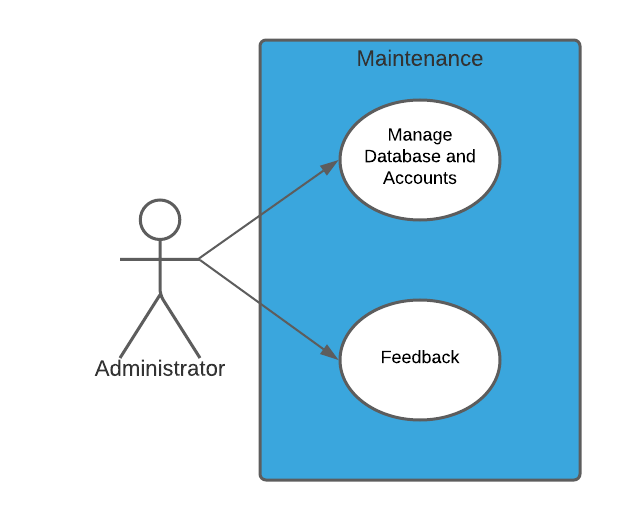 Maintenance
Manage
Database and
Accounts
Feedback
Administrator